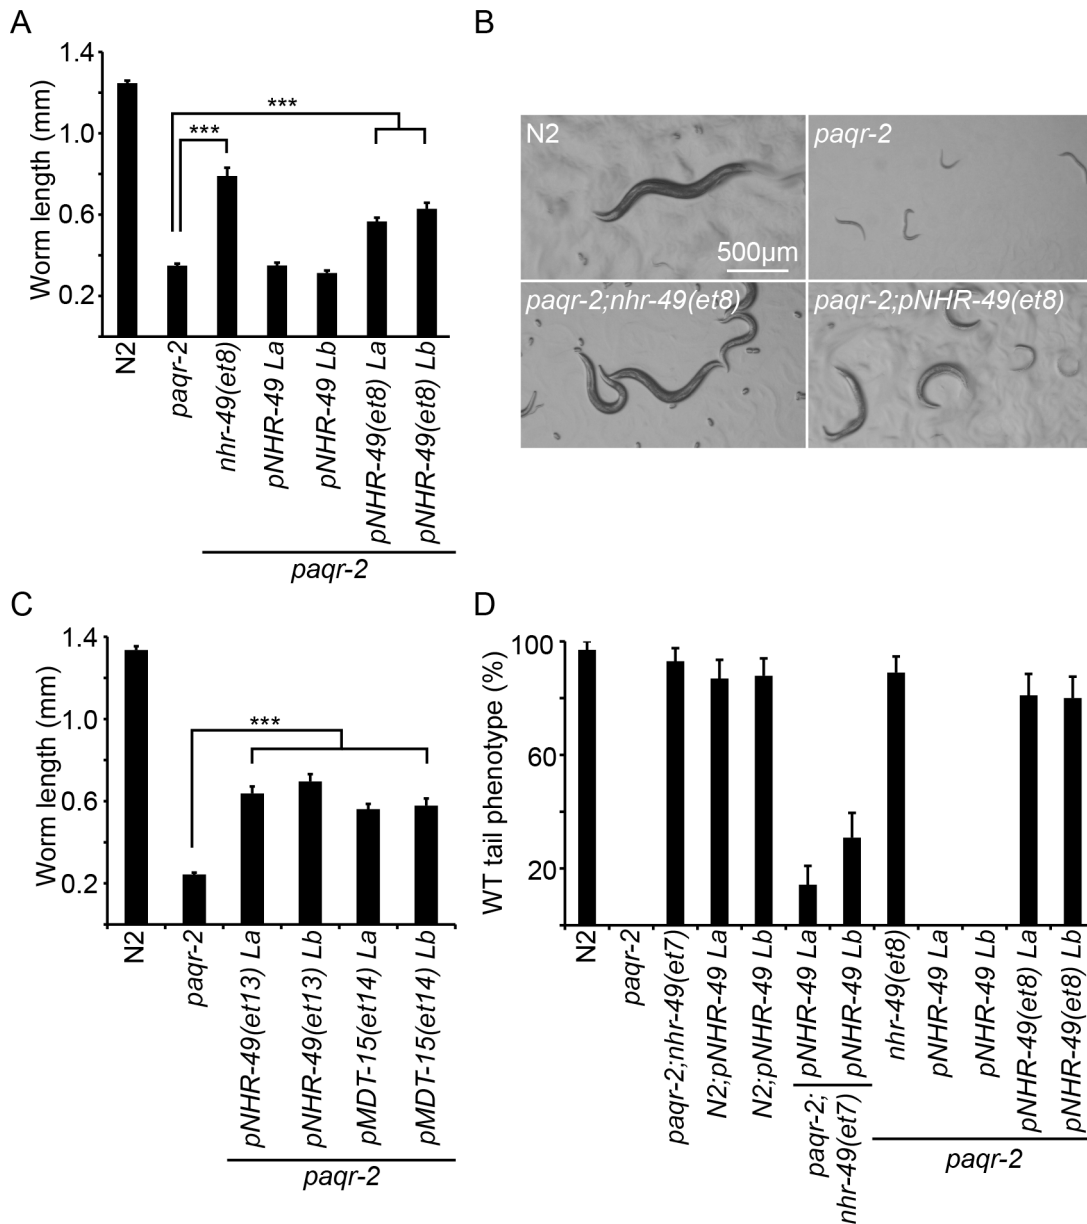 A
Worm length (mm)
1.4
1.0
0.6
0.2
***
***
N2
paqr-2
nhr-49(et8)
pNHR-49 La
pNHR-49 Lb
pNHR-49(et8) La
pNHR-49(et8) Lb
paqr-2
B
N2
500μm
paqr-2
paqr-2;nhr-49(et8)
paqr-2;pNHR-49(et8)
C
Worm length (mm)
1.4
1.0
0.6
0.2
***
N2
paqr-2
pNHR-49(et13) La
pNHR-49(et13) Lb
pMDT-15(et14) La
pMDT-15(et14) Lb
paqr-2
D
WT tail phenotype (%)
100
60
20
N2
paqr-2
paqr-2;nhr-49(et7)
N2;pNHR-49 La
N2;pNHR-49 Lb
pNHR-49 La
pNHR-49 Lb
paqr-2;
nhr-49(et7)
nhr-49(et8)
pNHR-49 La
pNHR-49 Lb
pNHR-49(et8) La
pNHR-49(et8) Lb
paqr-2